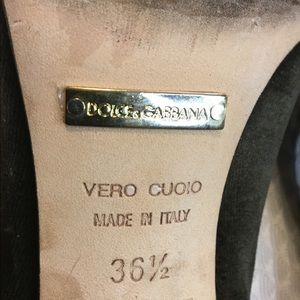 DOLCE & GABBANA
VERO CUOIO
MADE IN ITALY
36½